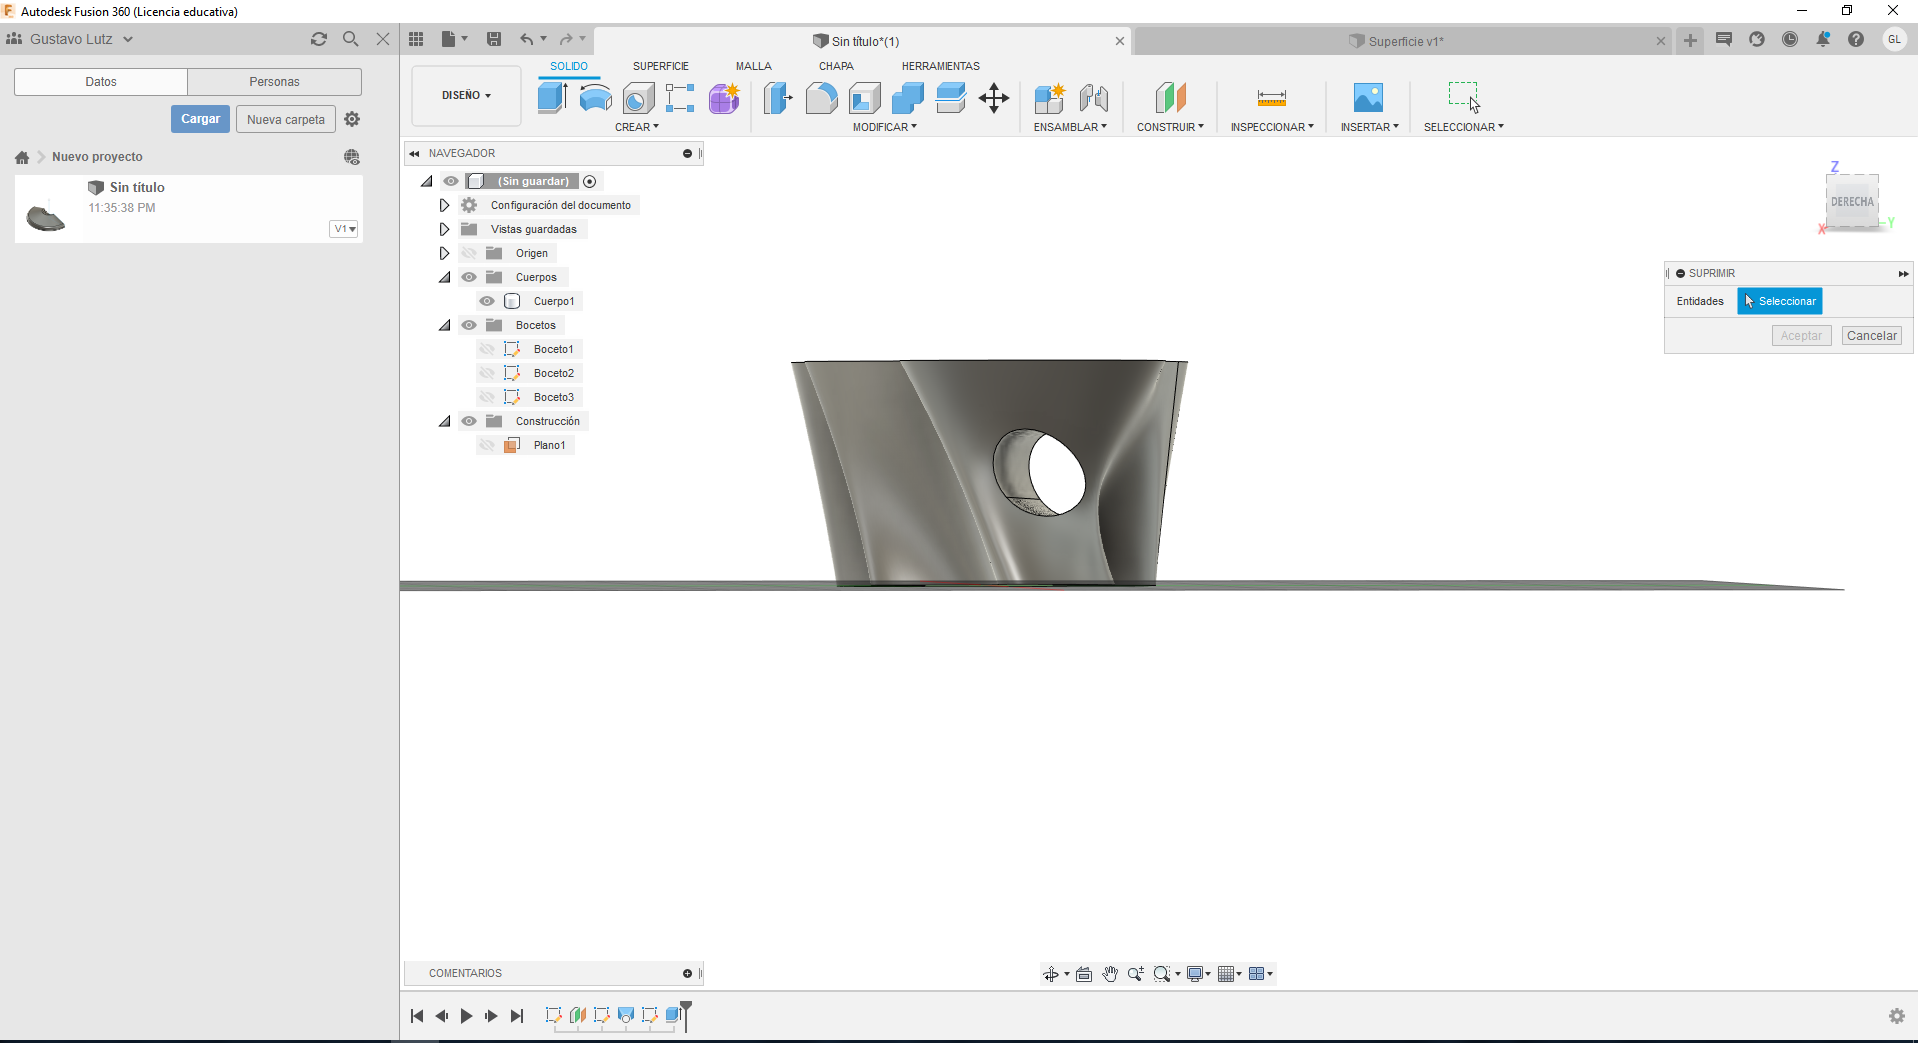 Autodesk Fusion 360 (Licencia educativa)
Gustavo Lutz
Sin título*(1)
Superficie v1*
GL
Datos
Personas
Cargar
Nueva carpeta
Nuevo proyecto
Sin título
11:35:38 PM
V1
DISEÑO
SOLIDO
SUPERFICIE
MALLA
CHAPA
HERRAMIENTAS
CREAR
MODIFICAR
ENSAMBLAR
CONSTRUIR
INSPECCIONAR
INSERTAR
SELECCIONAR
NAVEGADOR
(Sin guardar)
Configuración del documento
Vistas guardadas
Origen
Cuerpos
Cuerpo1
Bocetos
Boceto1
Boceto2
Boceto3
Construcción
Plano1
Z
DERECHA
X
Y
SUPRIMIR
Entidades
Seleccionar
Aceptar
Cancelar
COMENTARIOS